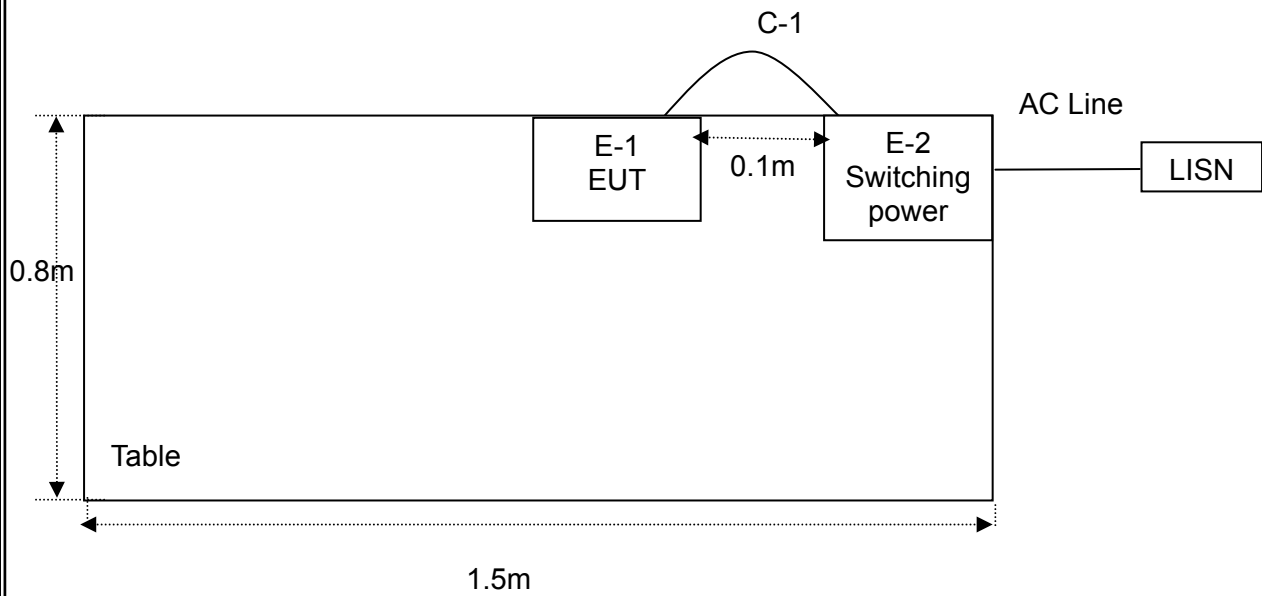 C-1
AC Line
E-1
EUT
0.1m
E-2
Switching
power
LISN
0.8m
Table
1.5m